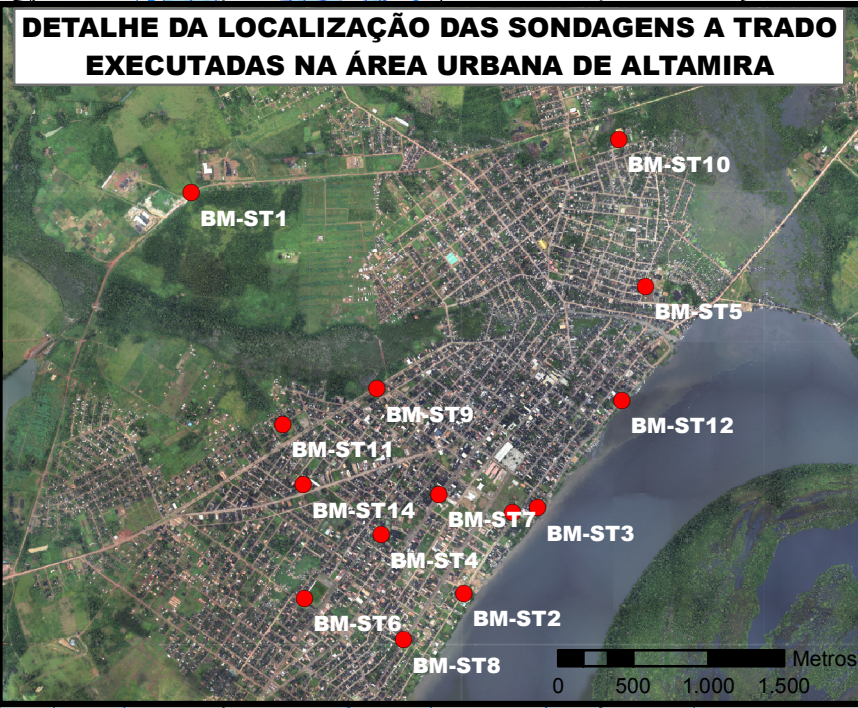 DETALHE DA LOCALIZAÇÃO DAS SONDAGENS A TRADO
EXECUTADAS NA ÁREA URBANA DE ALTAMIRA
BM-ST10
BM-ST1
BM-ST5
BM-ST9
BM-ST12
BM-ST11
BM-ST14
BM-ST7
BM-ST3
BM-ST4
BM-ST2
BM-ST6
BM-ST8
Metros
0 500 1.000 1.500